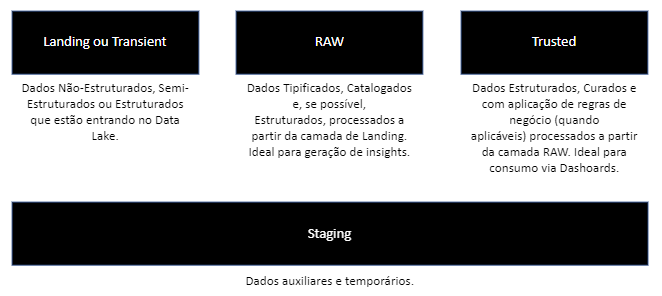 Landing ou Transient
Dados Não-Estruturados, Semi-
Estruturados ou Estruturados
que estão entrando no Data
Lake.
RAW
Dados Tipificados, Catalogados
e, se possível,
Estruturados, processados a
partir da camada de Landing.
Ideal para geração de insights.
Trusted
Dados Estruturados, Curados e
com aplicação de regras de
negócio (quando
aplicáveis) processados a partir
da camada RAW. Ideal para
consumo via Dashoards.
Staging
Dados auxiliares e temporários.